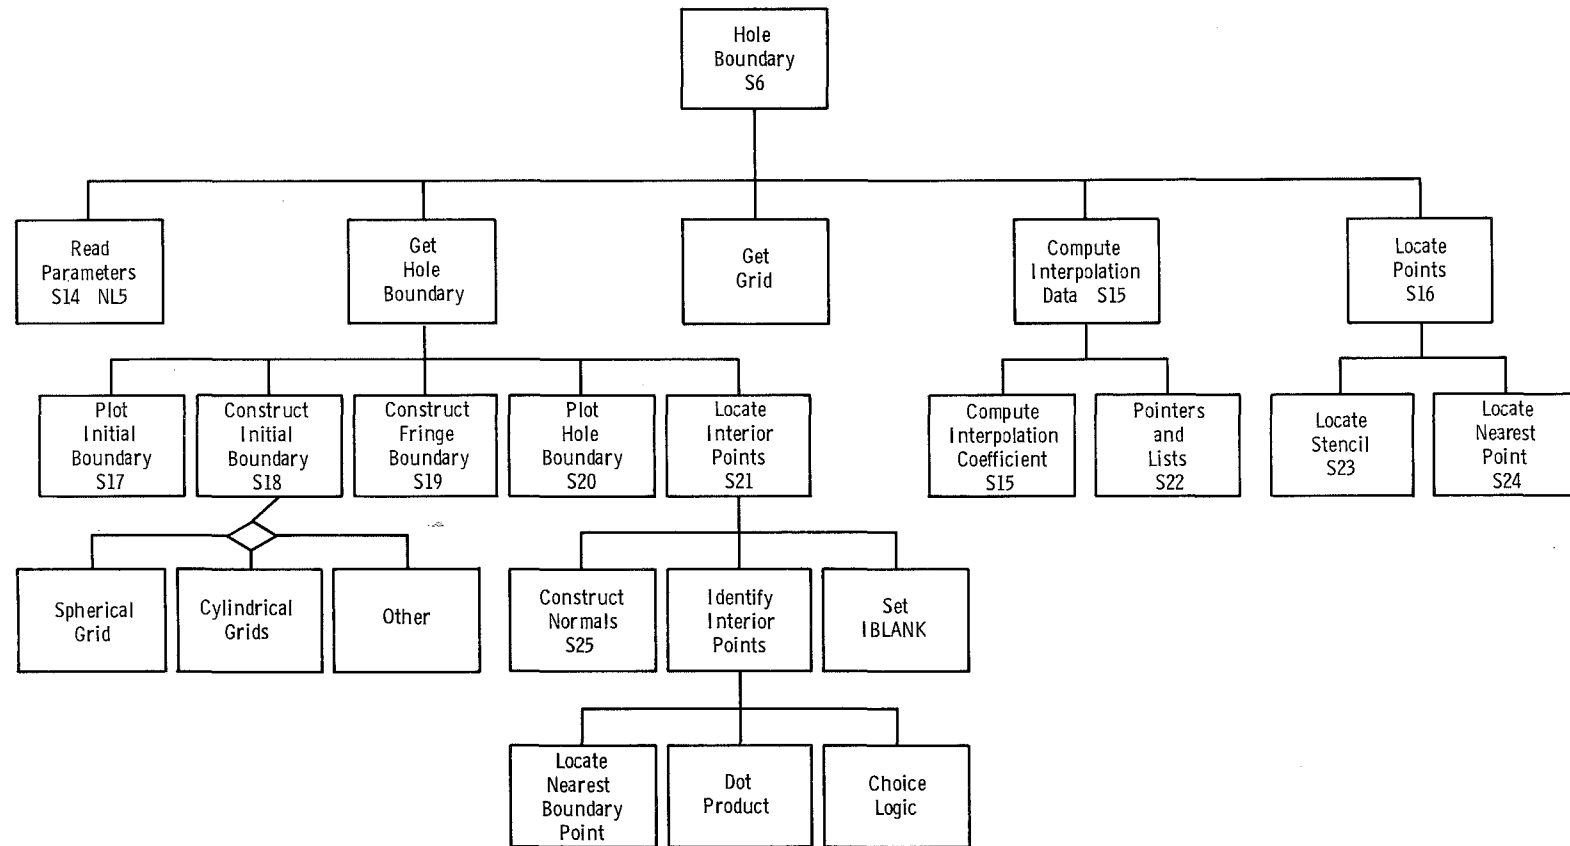 Hole
Boundary
S6
Read
Parameters
S14 NL5
Get
Hole
Boundary
Get
Grid
Compute
Interpolation
Data S15
Locate
Points
S16
Plot
Initial
Boundary
S17
Construct
Initial
Boundary
S18
Construct
Fringe
Boundary
S19
Plot
Hole
Boundary
S20
Locate
Interior
Points
S21
Compute
Interpolation
Coefficient
S15
Pointers
and
Lists
S22
Locate
Stencil
S23
Locate
Nearest
Point
S24
Spherical
Grid
Cylindrical
Grids
Other
Construct
Normals
S25
Identify
Interior
Points
Set
IBLANK
Locate
Nearest
Boundary
Point
Dot
Product
Choice
Logic